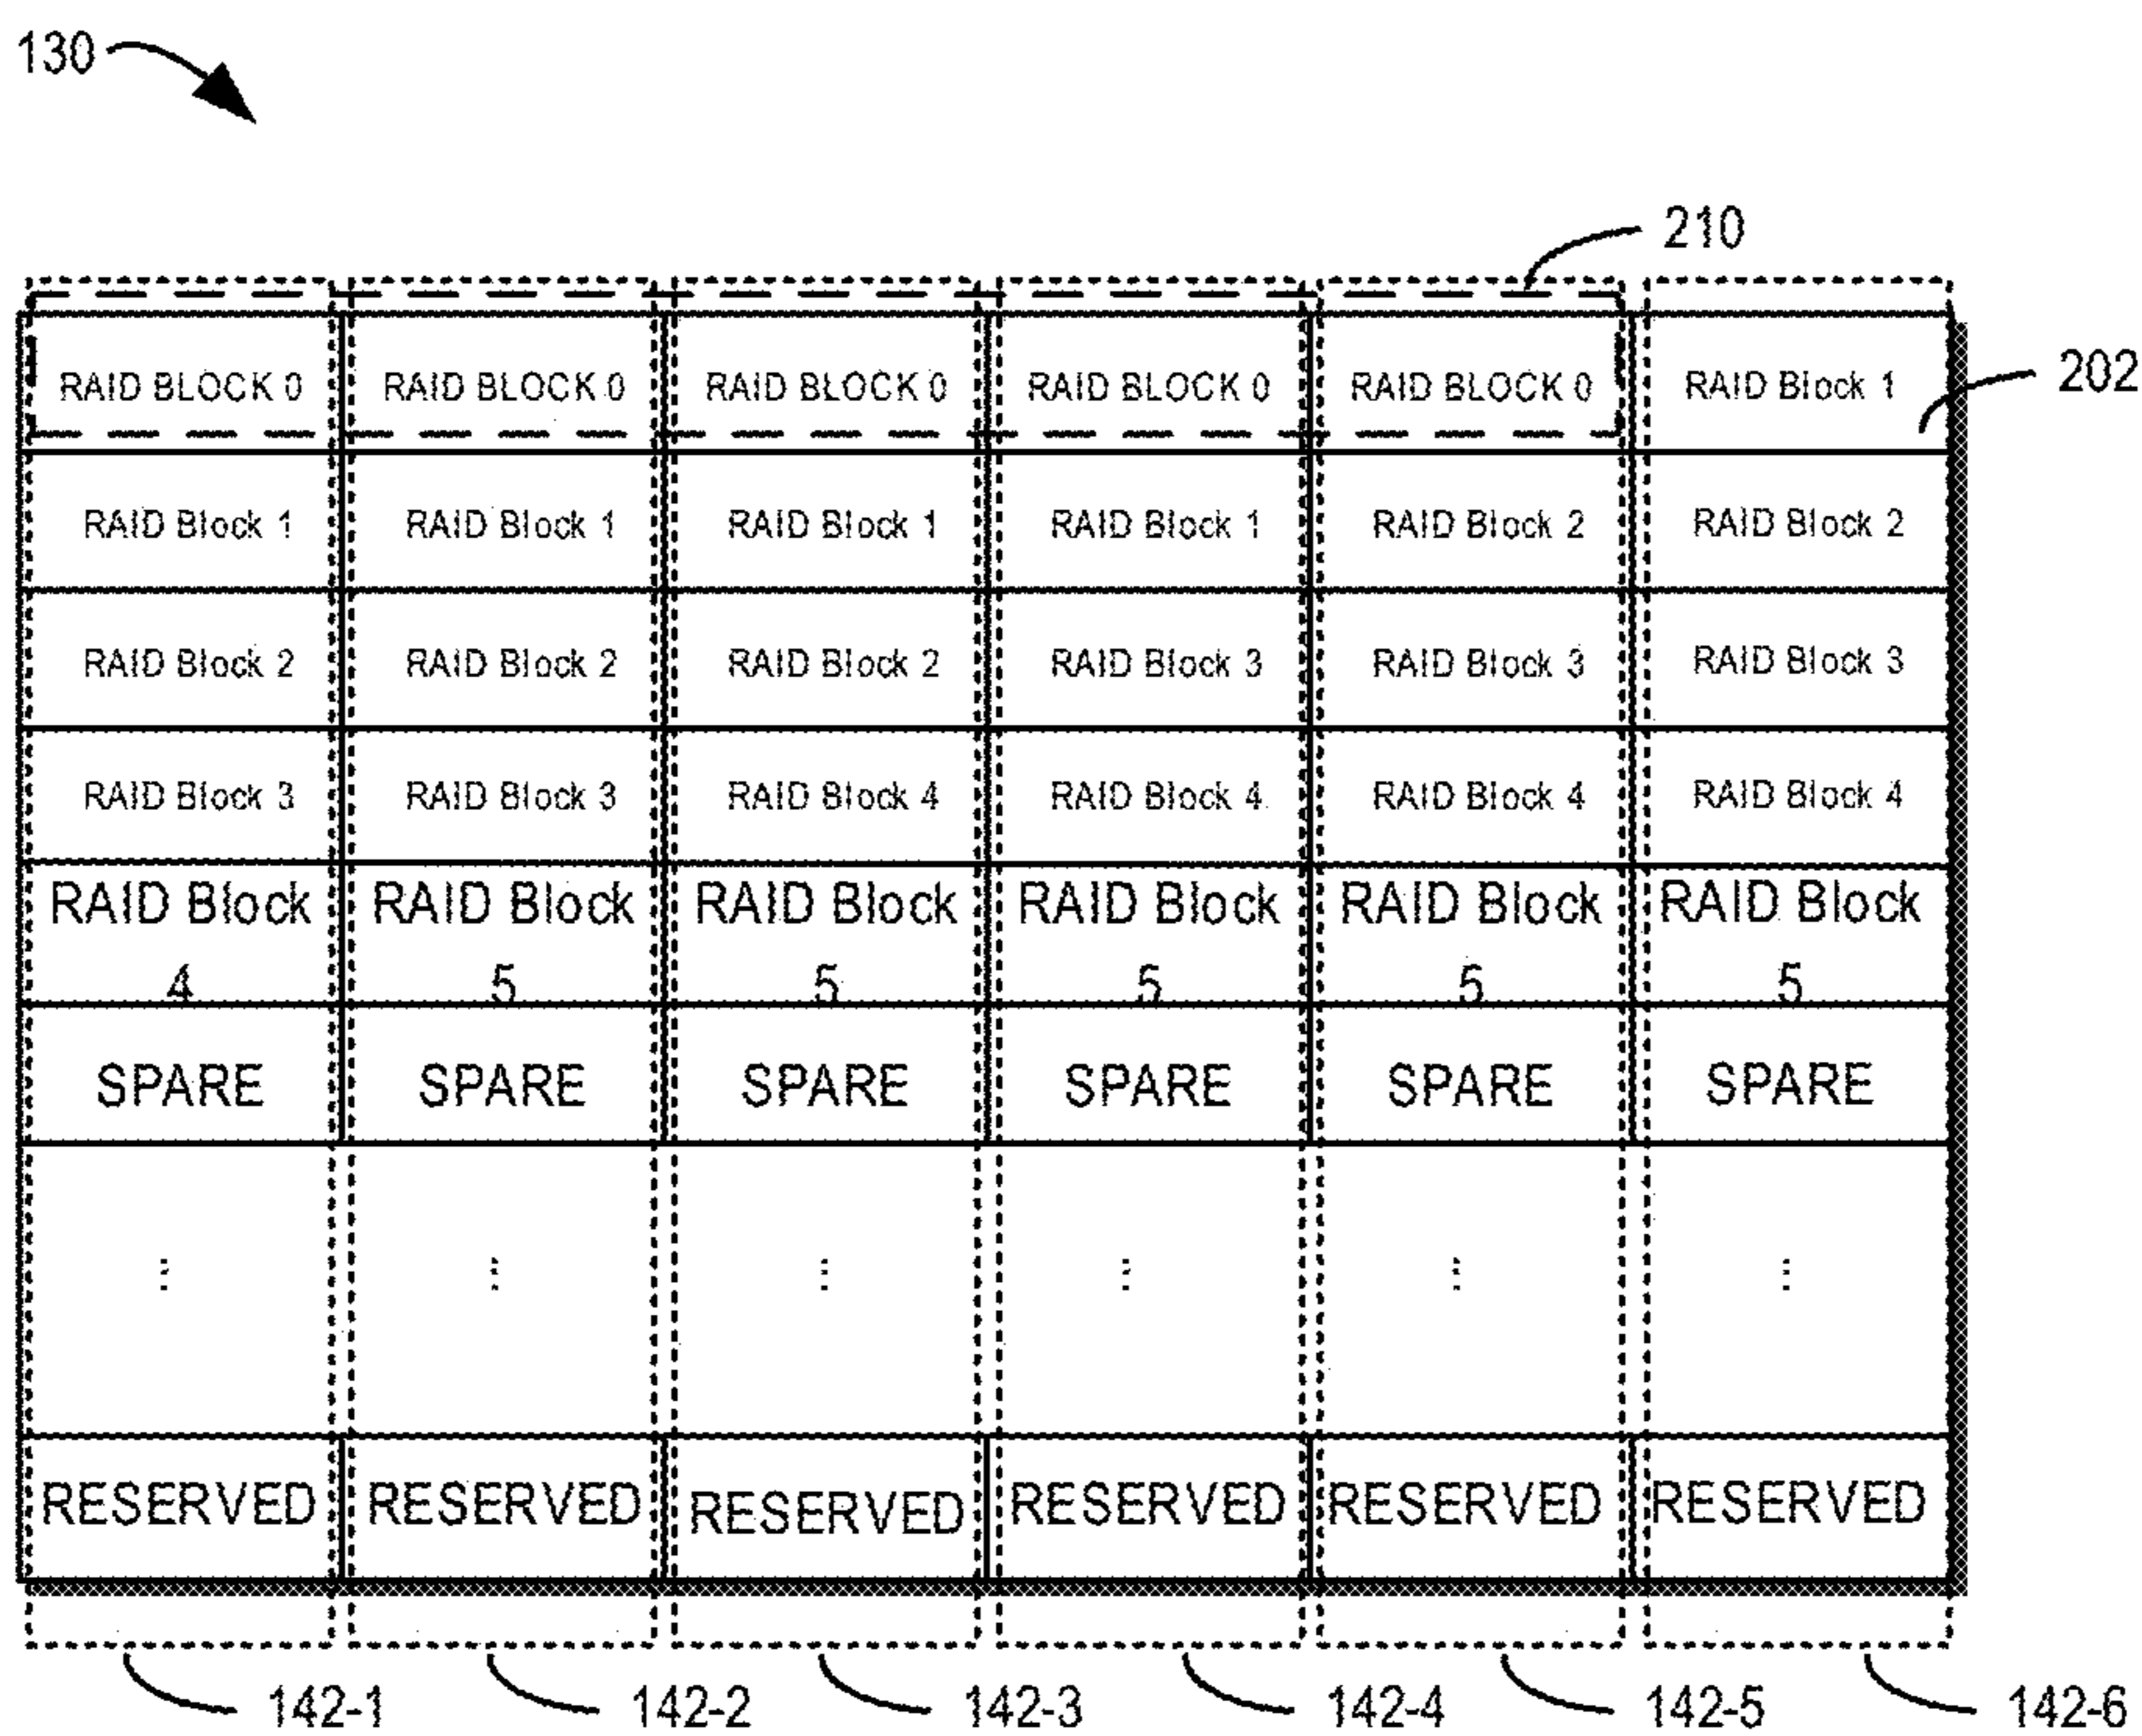 130
210
202
RAID BLOCK 0 RAID BLOCK 0 RAID BLOCK 0 RAID BLOCK 0 RAID BLOCK 0 RAID Block 1
RAID Block 1 RAID Block 1 RAID Block 1 RAID Block 1 RAID Block 2 RAID Block 2
RAID Block 2 RAID Block 2 RAID Block 2 RAID Block 3 RAID Block 3 RAID Block 3
RAID Block 3 RAID Block 3 RAID Block 4 RAID Block 4 RAID Block 4 RAID Block 4
RAID Block RAID Block RAID Block RAID Block RAID Block RAID Block
4 5 5 5 5 5
SPARE SPARE SPARE SPARE SPARE SPARE
⋮ ⋮ ⋮ ⋮ ⋮ ⋮
RESERVED RESERVED RESERVED RESERVED RESERVED RESERVED
142-1 142-2 142-3 142-4 142-5 142-6